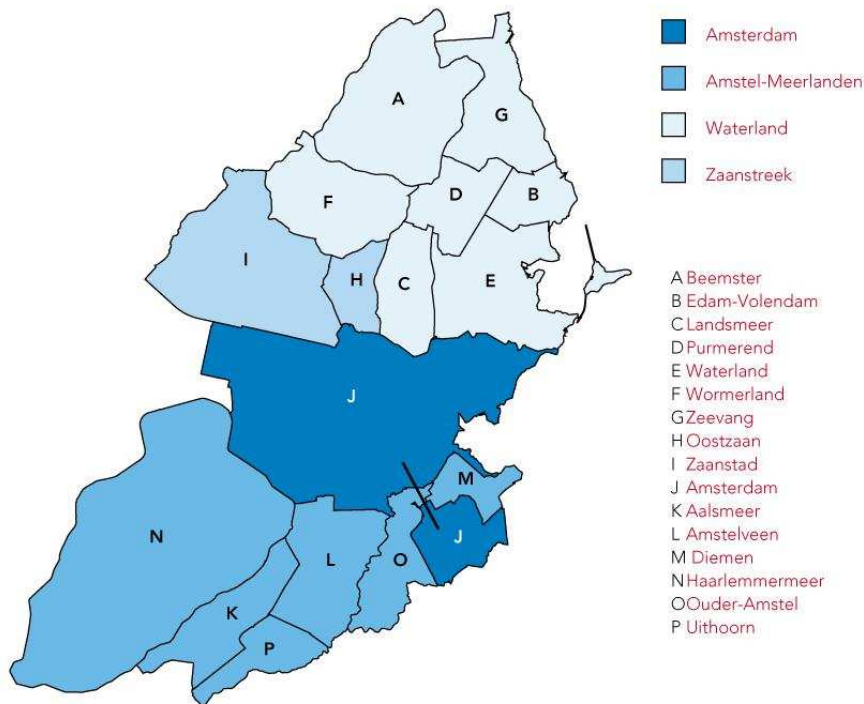 Amsterdam
Amstel-Meerlanden
Waterland
Zaanstreek
A
G
D
B
F
I
H
C
E
J
M
N
L
O
J
K
P
A Beemster
B Edam-Volendam
C Landsmeer
D Purmerend
E Waterland
F Wormerland
G Zeevang
H Oostzaan
I Zaanstad
J Amsterdam
K Aalsmeer
L Amstelveen
M Diemen
N Haarlemmermeer
O Ouder-Amstel
P Uithoorn